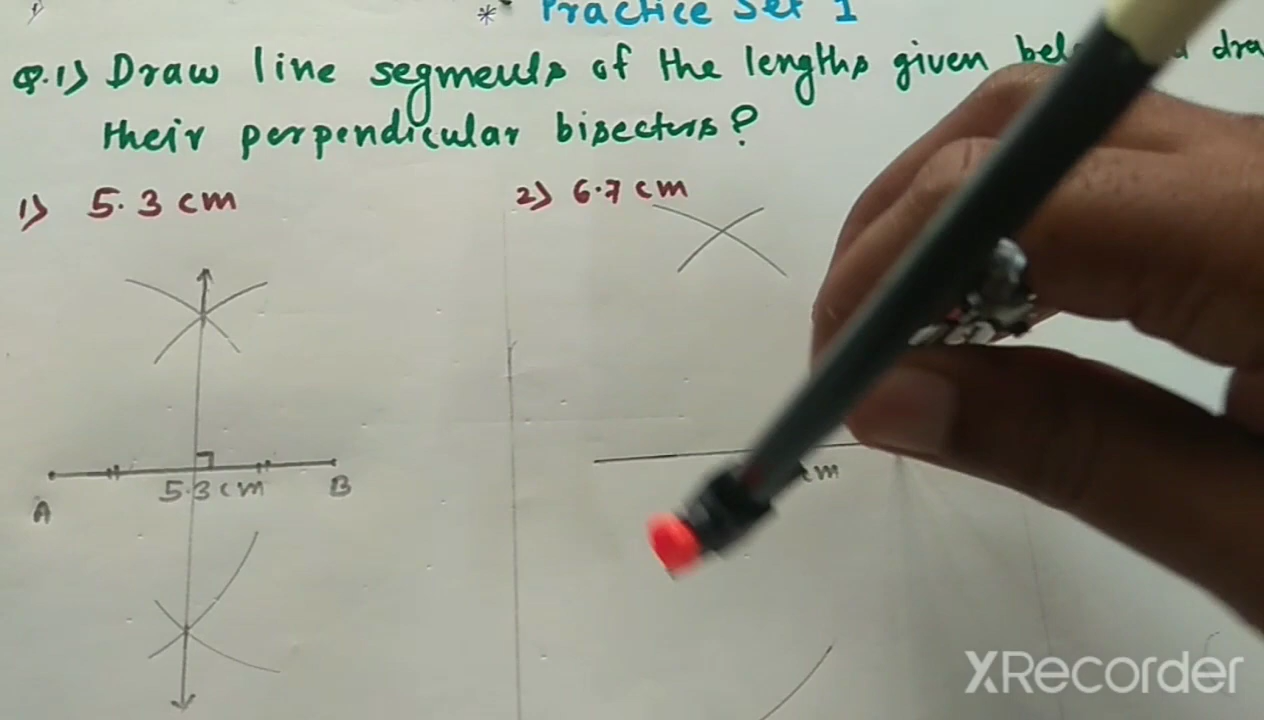 * Practice Set 1
Q.1) Draw line segments of the lengths given
their perpendicular bisectors?
1) 5.3 cm
2) 6.7 cm
5.3 cm
A
B
cm
XRecorder